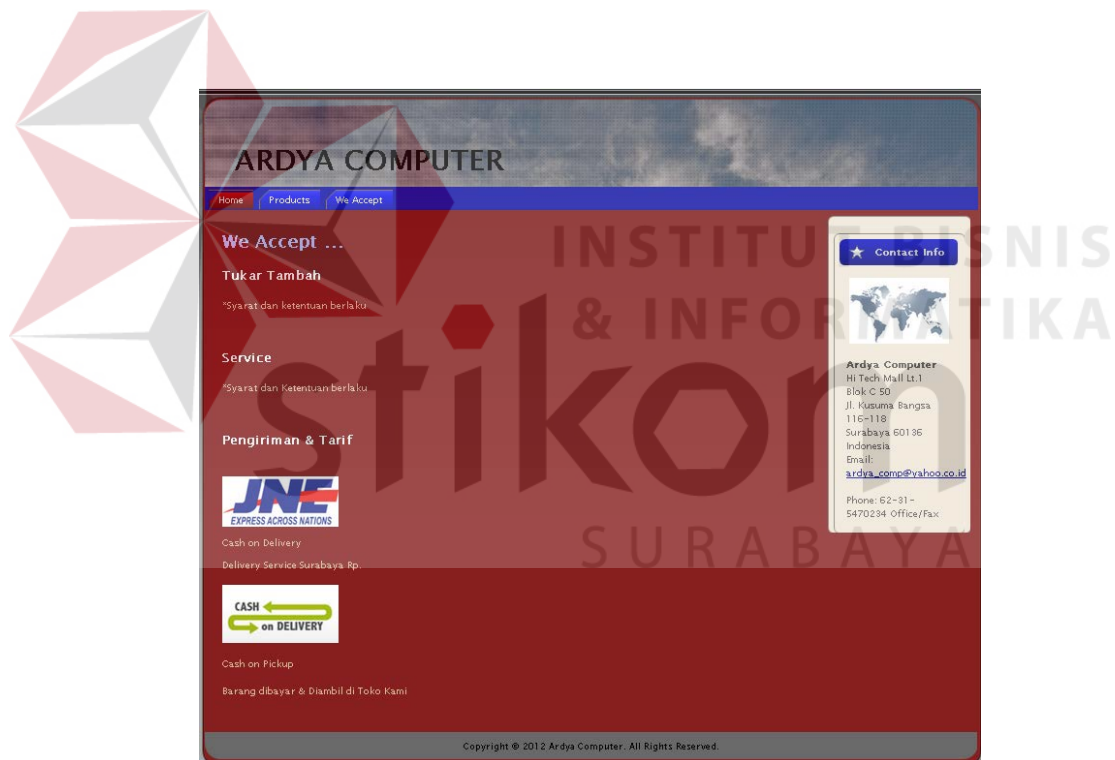 ARDYA COMPUTER
Home
Products
We Accept
We Accept ...
Tukar Tambah
*Syarat dan ketentuan berlaku
Service
*Syarat dan Ketentuan berlaku
Pengiriman & Tarif
JNE
EXPRESS ACROSS NATIONS
Cash on Delivery
Delivery Service Surabaya Rp.
CASH
on DELIVERY
Cash on Pickup
Barang dibayar & Diambil di Toko Kami
Contact Info
Ardya Computer
Hi Tech Mall Lt.1
Blok C 50
Jl. Kusuma Bangsa
116-118
Surabaya 60136
Indonesia
Email:
ardya_comp@yahoo.co.id
Phone: 62-31-
5470234 Office/Fax
Copyright © 2012 Ardya Computer. All Rights Reserved.
INSTITUT BISNIS
& INFORMATIKA
stikom
SURABAYA